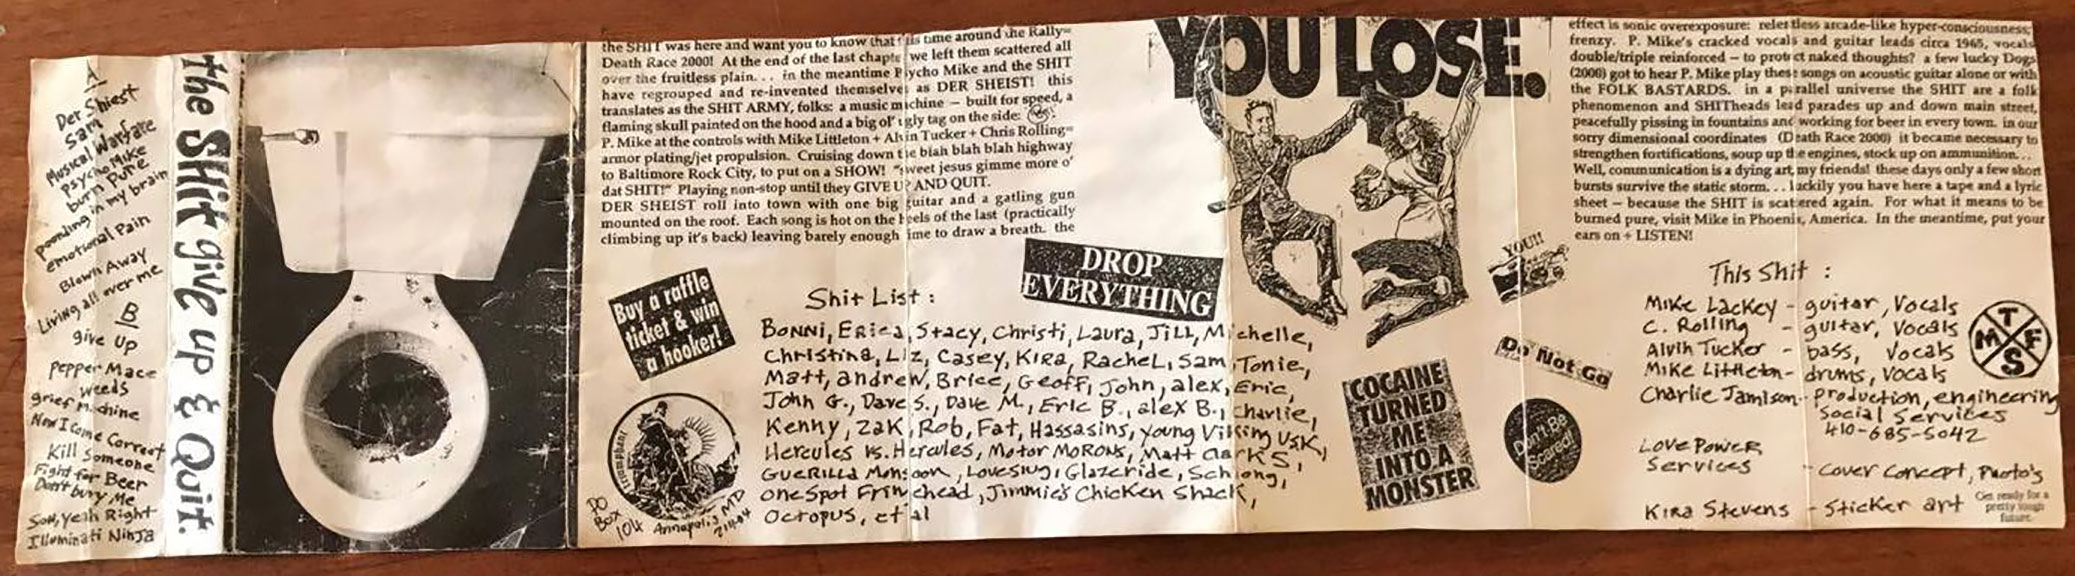 A
Der Shiest
Sam
Musical Warfare
Psycho Mike
burn Pure
pounding in my brain
emotional Pain
Blown Away
Living all over me
B
give up
Pepper Mace
weeds
grief Machine
Now I Come Correct
Kill Someone
Fight for Beer
Don't bury Me
Son, Yeah Right
Illuminati Ninja
the SHit give up & Quit.
the SHIT was here and want you to know that this time around the Rally=
Death Race 2000! At the end of the last chapte we left them scattered all
over the fruitless plain. . . in the meantime Psycho Mike and the SHIT
have regrouped and re-invented themselves as DER SHEIST! this
translates as the SHIT ARMY, folks: a music machine — built for speed, a
flaming skull painted on the hood and a big ol' ugly tag on the side:
P. Mike at the controls with Mike Littleton + Alvin Tucker + Chris Rolling=
armor plating/jet propulsion. Cruising down the blah blah blah highway
to Baltimore Rock City, to put on a SHOW! "sweet jesus gimme more o'
dat SHIT!" Playing non-stop until they GIVE UP AND QUIT.
DER SHEIST roll into town with one big guitar and a gatling gun
mounted on the roof. Each song is hot on the heels of the last (practically
climbing up it's back) leaving barely enough time to draw a breath. the
Buy a raffle
ticket & win
a hooker!
DROP
EVERYTHING
Shit List :
Bonni, Erica, Stacy, Christi, Laura, Jill, Michelle,
Christina, Liz, Casey, Kira, Rachel, Sam, Tonie,
Matt, andrew, Brice, Geoff, John, alex, Eric,
John G., Dave S., Dave M., Eric B., alex B., Charlie,
Kenny, Zak, Rob, Fat, Hassasins, young Viking USK,
Hercules vs. Hercules, Motor Morons, Matt Clark's,
Guerilla Monsoon, Loveslug, Glazeride, Schlong,
One Spot Fringehead, Jimmie's Chicken Shack,
Octopus, et al
Triumphant
PO
Box
104 Annapolis, MD
21404
YOU LOSE.
COCAINE
TURNED
ME
INTO A
MONSTER
YOU!!
Do Not Go
Don't Be
Scared!
effect is sonic overexposure: relentless arcade-like hyper-consciousness;
frenzy. P. Mike's cracked vocals and guitar leads circa 1965, vocals
double/triple reinforced — to protect naked thoughts? a few lucky Dogs
(2000) got to hear P. Mike play these songs on acoustic guitar alone or with
the FOLK BASTARDS. in a parallel universe the SHIT are a folk
phenomenon and SHITheads lead parades up and down main street,
peacefully pissing in fountains and working for beer in every town. in our
sorry dimensional coordinates (Death Race 2000) it became necessary to
strengthen fortifications, soup up the engines, stock up on ammunition. . .
Well, communication is a dying art, my friends! these days only a few short
bursts survive the static storm. . . luckily you have here a tape and a lyric
sheet — because the SHIT is scattered again. For what it means to be
burned pure, visit Mike in Phoenix, America. In the meantime, put your
ears on + LISTEN!
This Shit :
Mike Lackey - guitar, Vocals
C. Rolling - guitar, Vocals
Alvin Tucker - bass, Vocals
Mike Littleton - drums, Vocals
Charlie Jamison - production, engineering
Social Services
410-685-5042
Love Power
Services - Cover Concept, Photo's
Kira Stevens - Sticker art
T
M F
S
Get ready for a
pretty tough
future.